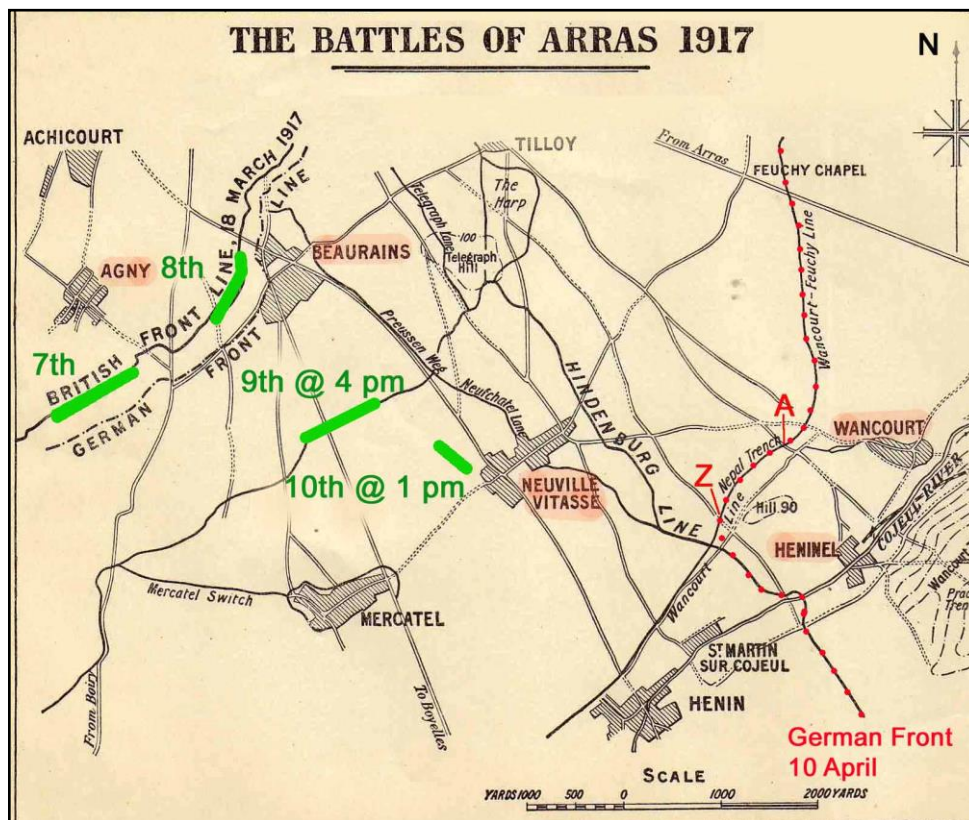 THE BATTLES OF ARRAS 1917
N
ACHICOURT
TILLOY
From Arras
FEUCHY CHAPEL
LINE, 18 MARCH 1917
LINE
Telegraph Lane
The
Harp
100
Telegraph
Hill
AGNY
8th
BEAURAINS
Wancourt-Feuchy Line
BRITISH FRONT
GERMAN FRONT
7th
9th @ 4 pm
Preussen Weg
Neufchatel Lane
HINDENBURG LINE
A
WANCOURT
Nepal Trench
Z
10th @ 1 pm
NEUVILLE
VITASSE
Hill 90
Wancourt Line
HENINEL
COJEUL-RIVER
Wancourt
Mercatel Switch
MERCATEL
ST MARTIN
SUR COJEUL
HENIN
From Boiry
To Boyelles
German Front
10 April
SCALE
YARDS 1000 500 0 1000 2000 YARDS